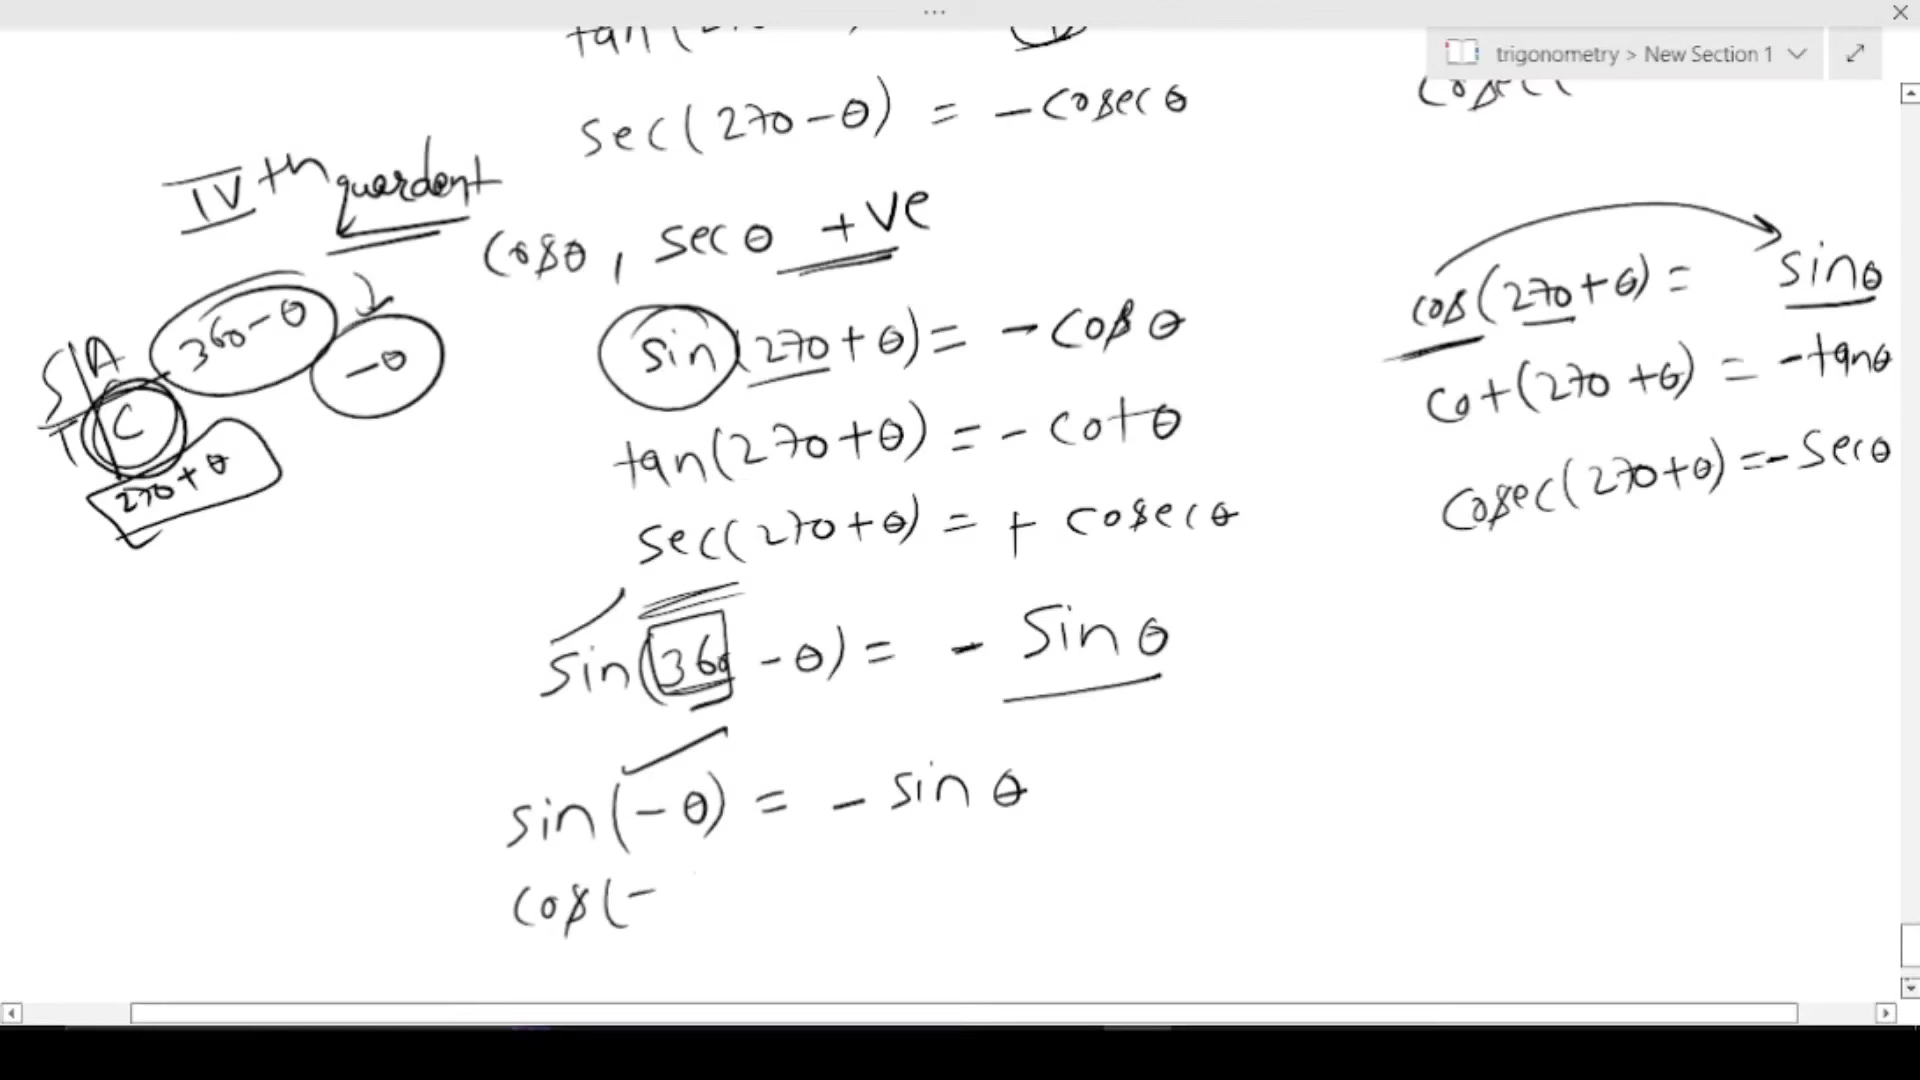 trigonometry > New Section 1
sec(270-θ) = -cosecθ
IVth quardent
cosθ, secθ +ve
360-θ
-θ
S A
T C
270+θ
sin(270+θ) = -cosθ
tan(270+θ) = -cotθ
sec(270+θ) = + cosecθ
sin(360-θ) = - sinθ
sin(-θ) = - sinθ
cos(-
cos(270+θ) = sinθ
cot(270+θ) = -tanθ
cosec(270+θ) = -secθ